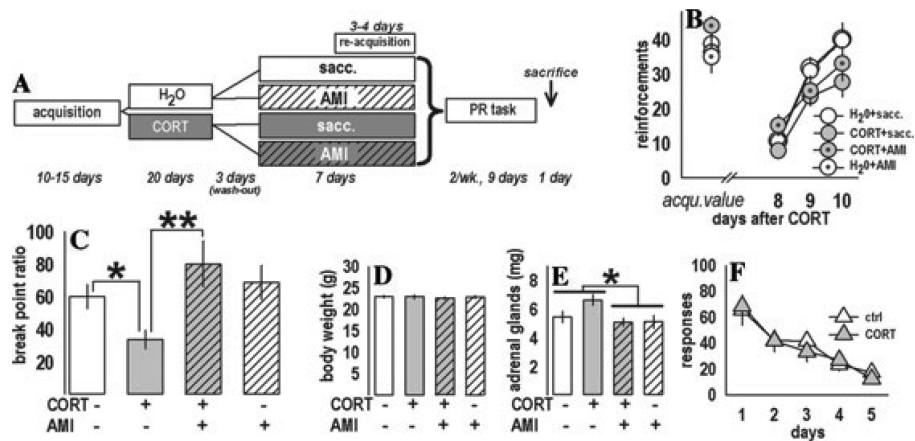 A
3-4 days
re-acquisition
acquisition
H2O
CORT
sacc.
AMI
sacc.
AMI
PR task
sacrifice
10-15 days
20 days
3 days
(wash-out)
7 days
2/wk., 9 days
1 day
B
reinforcements
40
30
20
10
0
H20+sacc.
CORT+sacc.
CORT+AMI
H20+AMI
acqu.value
8 9 10
days after CORT
C
break point ratio
100
80
60
40
20
*
**
CORT - + + -
AMI - - + +
D
body weight (g)
30
25
20
15
10
5
0
CORT - + + -
AMI - - + +
E
adrenal glands (mg)
8
6
4
2
0
*
CORT - + + -
AMI - - + +
F
responses
100
80
60
40
20
0
ctrl
CORT
1 2 3 4 5
days